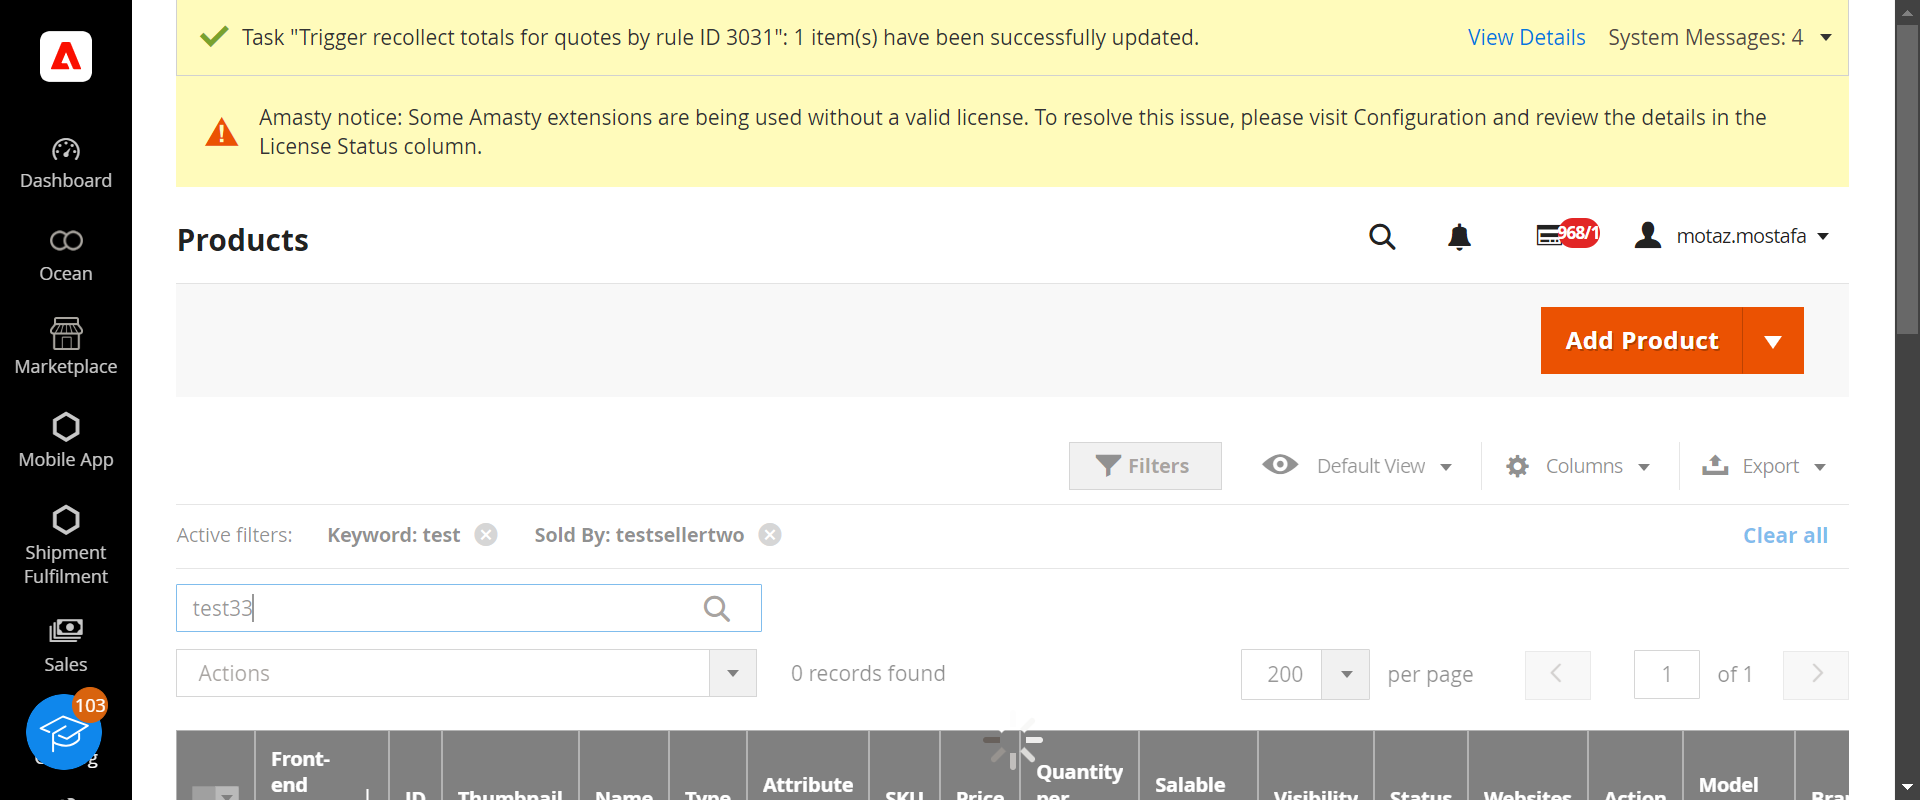 Task "Trigger recollect totals for quotes by rule ID 3031": 1 item(s) have been successfully updated.
View Details
System Messages: 4
Amasty notice: Some Amasty extensions are being used without a valid license. To resolve this issue, please visit Configuration and review the details in the
License Status column.
Dashboard
Ocean
Marketplace
Mobile App
Shipment
Fulfilment
Sales
103
Products
968/1
motaz.mostafa
Add Product
Filters
Default View
Columns
Export
Active filters:
Keyword: test
Sold By: testsellertwo
Clear all
test33
Actions
0 records found
200
per page
1
of 1
Front-
end
ID
Thumbnail
Name
Type
Attribute
SKU
Price
Quantity
per
Salable
Visibility
Status
Websites
Action
Model